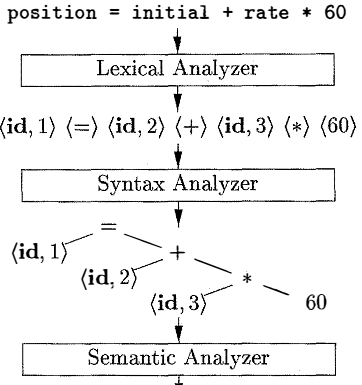 position = initial + rate * 60
Lexical Analyzer
⟨id, 1⟩ ⟨=⟩ ⟨id, 2⟩ ⟨+⟩ ⟨id, 3⟩ ⟨*⟩ ⟨60⟩
Syntax Analyzer
=
⟨id, 1⟩
+
⟨id, 2⟩
*
⟨id, 3⟩
60
Semantic Analyzer